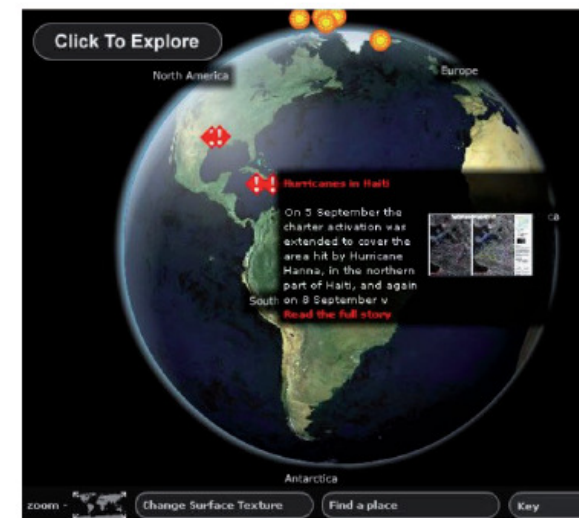 Click To Explore
North America
Europe
Hurricanes in Haiti
On 5 September the
charter activation was
extended to cover the
area hit by Hurricane
Hanna, in the northern
part of Haiti, and again
on 8 September v
Read the full story
ca
South
Antarctica
zoom -
Change Surface Texture
Find a place
Key